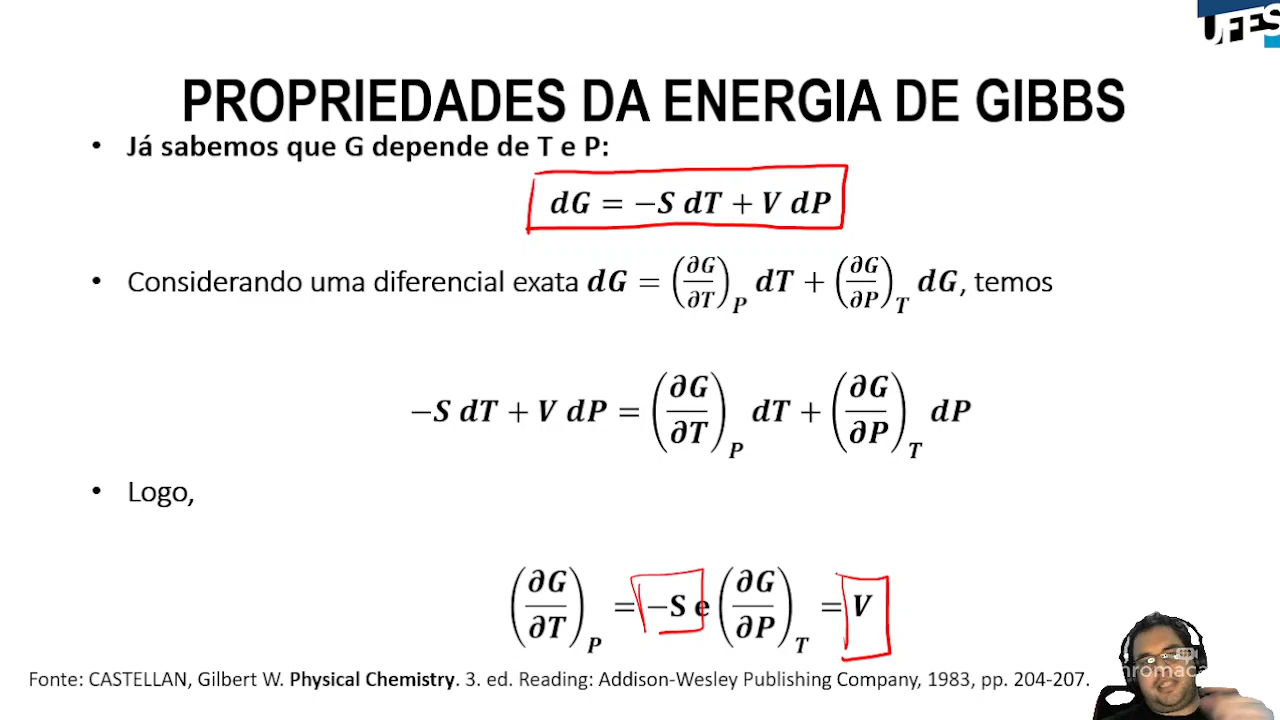 UFES
PROPRIEDADES DA ENERGIA DE GIBBS
• Já sabemos que G depende de T e P:
dG = −S dT + V dP
• Considerando uma diferencial exata dG = (∂G/∂T)_P dT + (∂G/∂P)_T dG, temos
−S dT + V dP = (∂G/∂T)_P dT + (∂G/∂P)_T dP
• Logo,
(∂G/∂T)_P = −S e (∂G/∂P)_T = V
Fonte: CASTELLAN, Gilbert W. Physical Chemistry. 3. ed. Reading: Addison-Wesley Publishing Company, 1983, pp. 204-207.